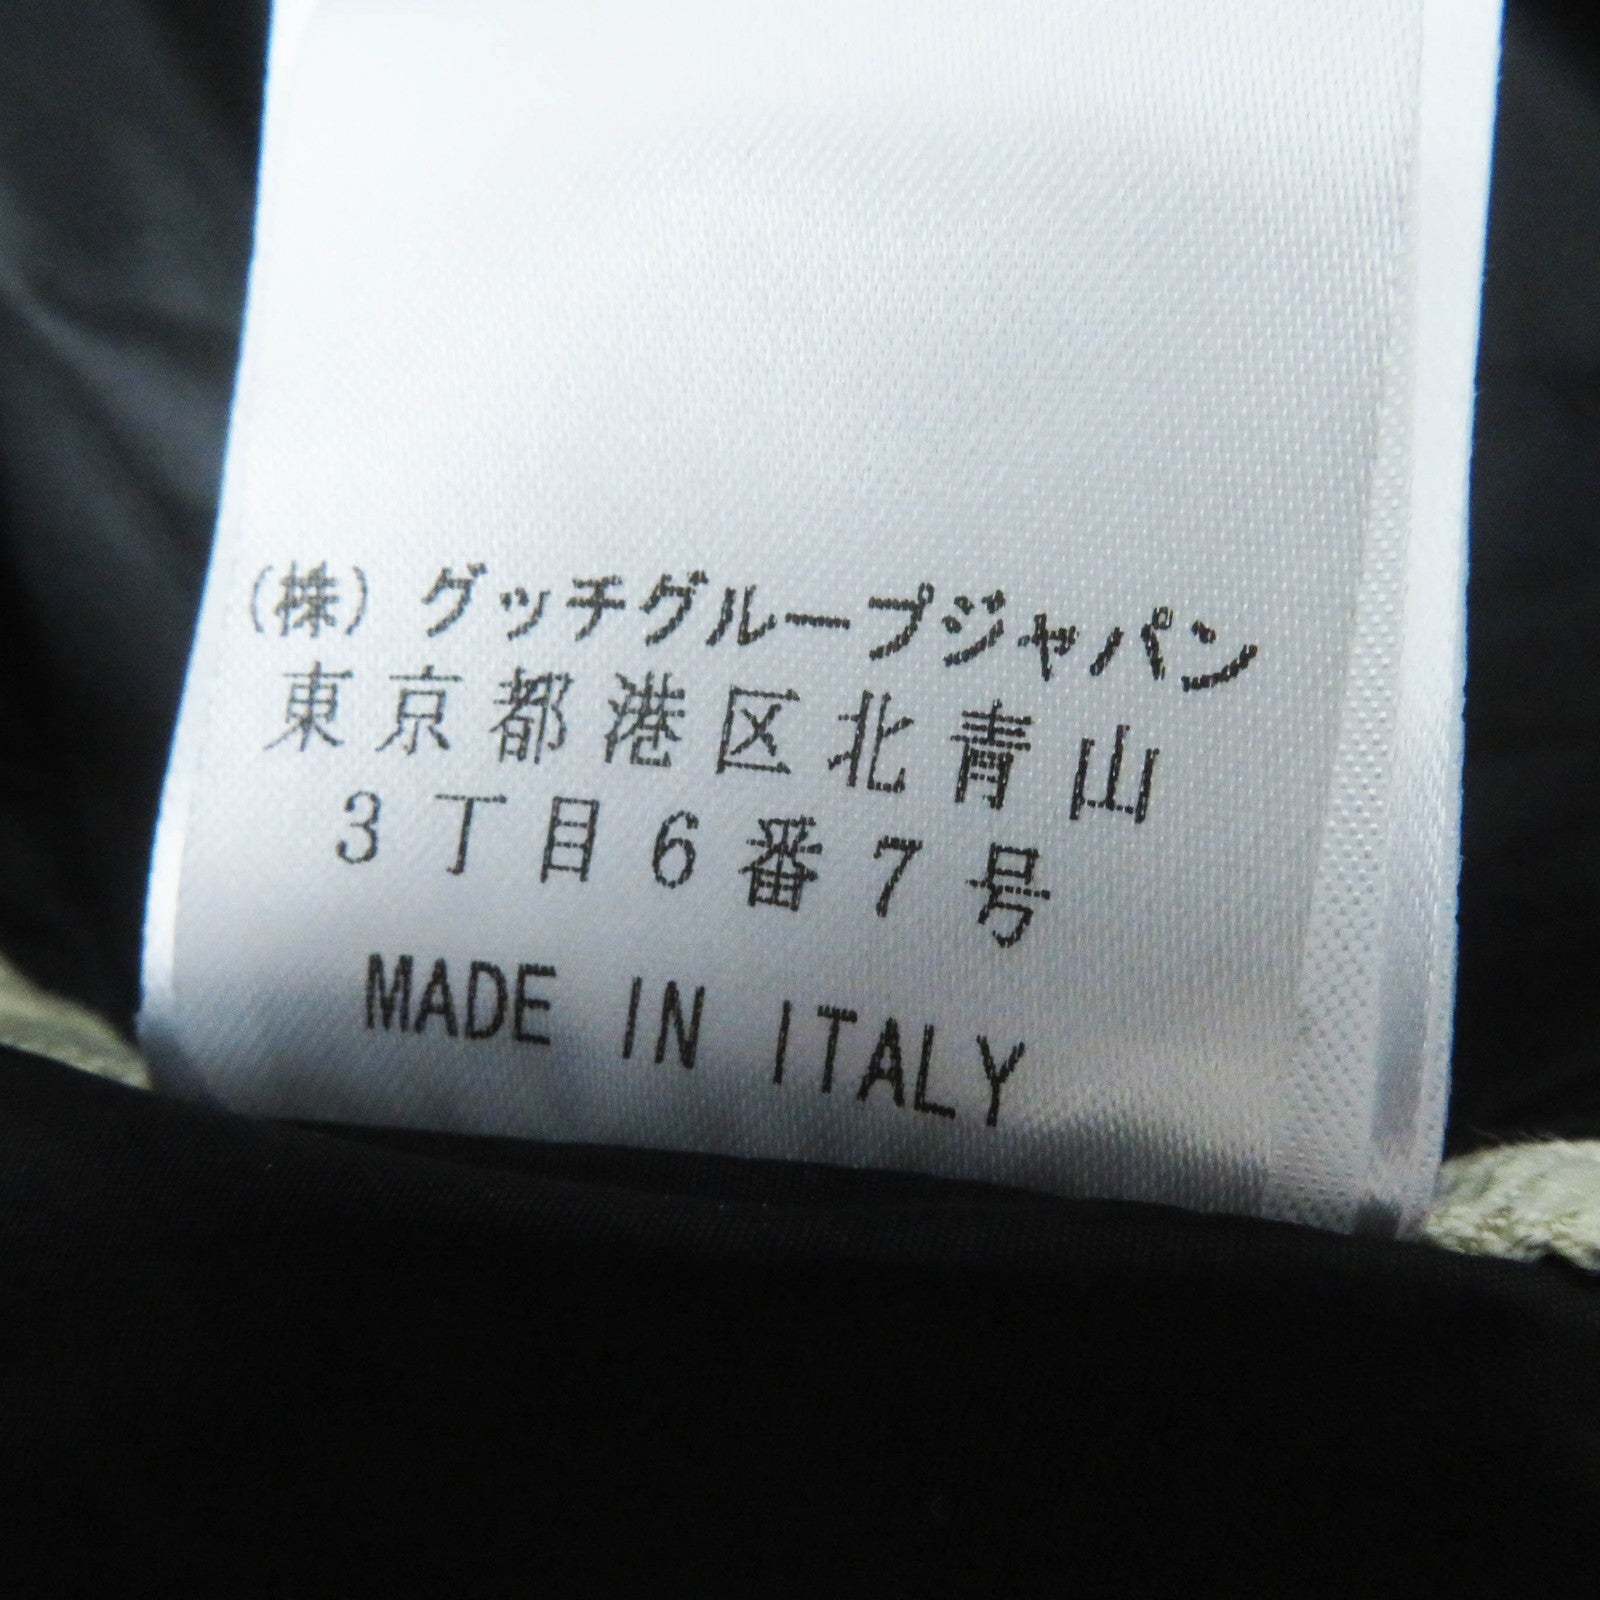 (株) グッチグループジャパン
東京都港区北青山
3丁目6番7号
MADE IN ITALY